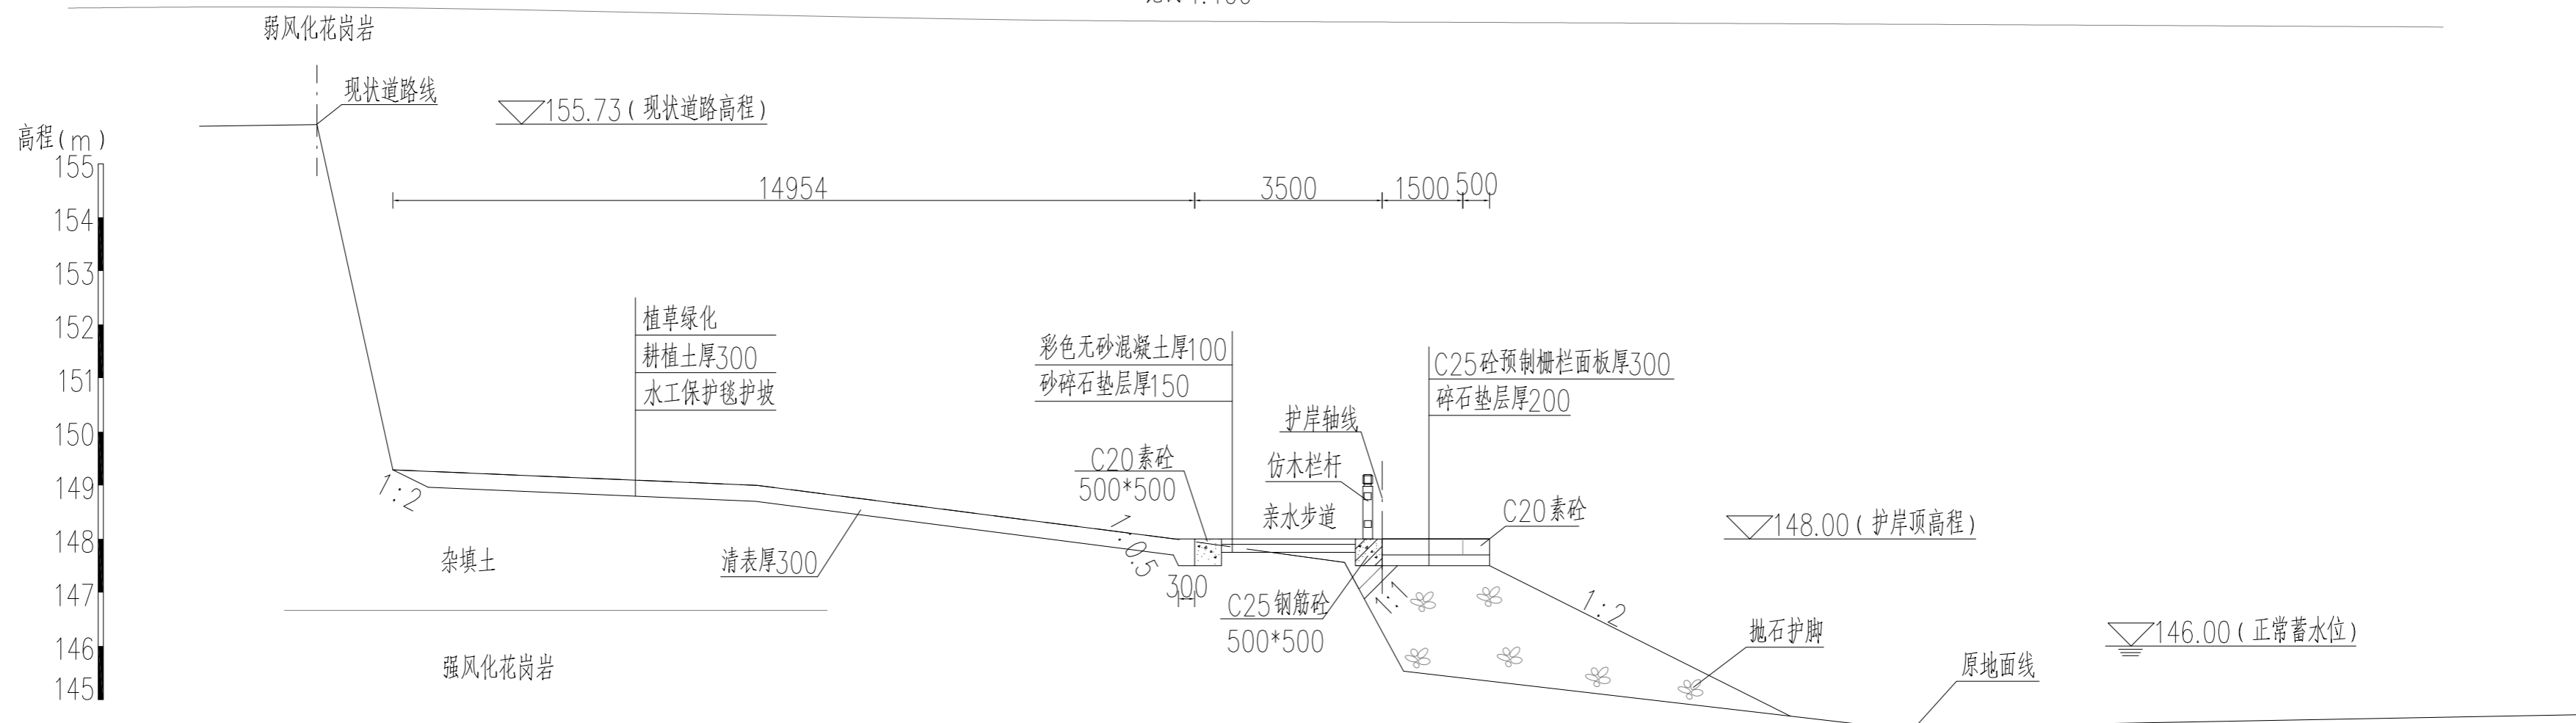 弱风化花岗岩
现状道路线
155.73(现状道路高程)
高程(m)
155
154
153
152
151
150
149
148
147
146
145
14954
3500
1500
500
植草绿化
耕植土厚300
水工保护毯护坡
彩色无砂混凝土厚100
砂碎石垫层厚150
C25砼预制栅栏面板厚300
碎石垫层厚200
护岸轴线
仿木栏杆
亲水步道
C20素砼
500*500
C20素砼
148.00(护岸顶高程)
1:2
1:0.5
杂填土
清表厚300
300
C25钢筋砼
500*500
1:1
1:2
抛石护脚
146.00(正常蓄水位)
原地面线
强风化花岗岩